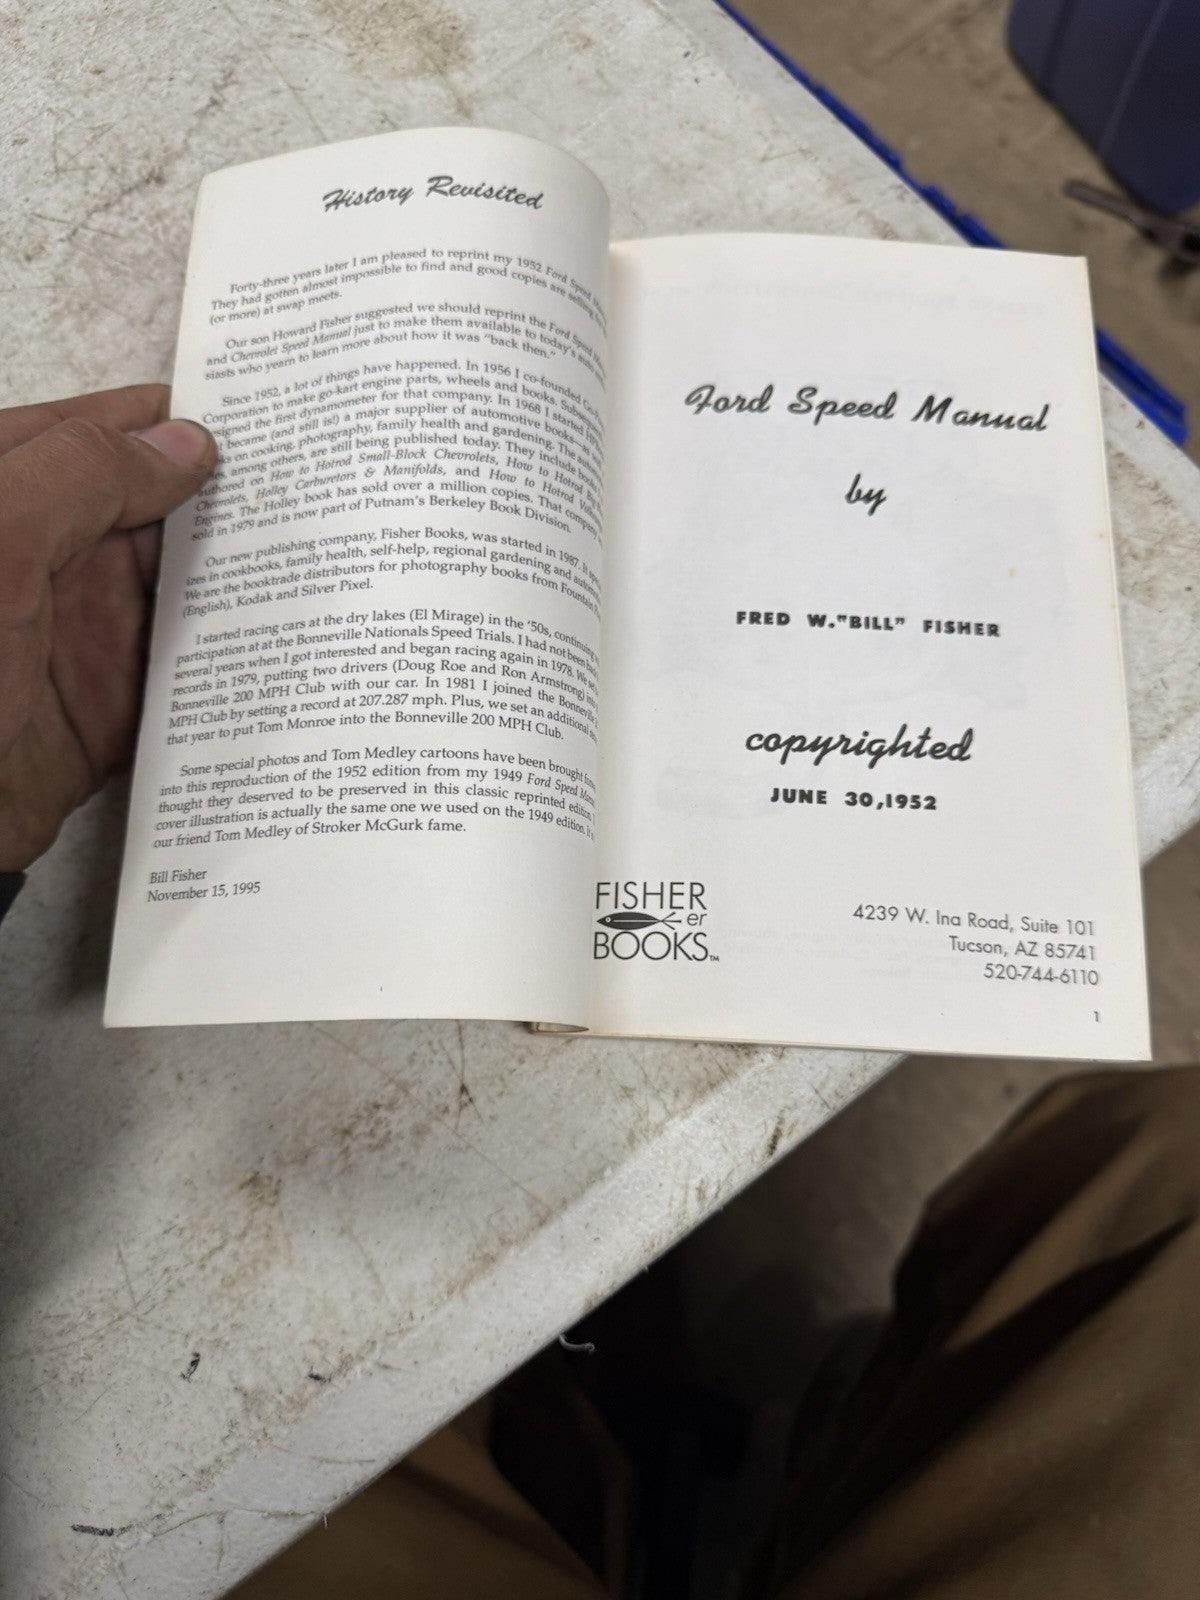 History Revisited
Forty-three years later I am pleased to reprint my 1952 Ford Speed
They had gotten almost impossible to find and good copies are selling for
(or more) at swap meets.
Our son Howard Fisher suggested we should reprint the Ford Speed
and Chevrolet Speed Manual just to make them available to today's auto
siasts who yearn to learn more about how it was "back then."
Since 1952, a lot of things have happened. In 1956 I co-founded
Corporation to make go-kart engine parts, wheels and books.
signed the first dynamometer for that company. In 1968 I started
became (and still is!) a major supplier of automotive books—as
on cooking, photography, family health and gardening. The
among others, are still being published today. They include books I
authored on How to Hotrod Small-Block Chevrolets, How to Hotrod
Chevrolets, Holley Carburetors & Manifolds, and How to Hotrod
Engines. The Holley book has sold over a million copies. That company
sold in 1979 and is now part of Putnam's Berkeley Book Division.
Our new publishing company, Fisher Books, was started in 1987. It
izes in cookbooks, family health, self-help, regional gardening and
We are the booktrade distributors for photography books from Fountain
(English), Kodak and Silver Pixel.
I started racing cars at the dry lakes (El Mirage) in the '50s, continuing
participation at at the Bonneville Nationals Speed Trials. I had not been
several years when I got interested and began racing again in 1978. We set
records in 1979, putting two drivers (Doug Roe and Ron Armstrong)
Bonneville 200 MPH Club with our car. In 1981 I joined the Bonneville 2
MPH Club by setting a record at 207.287 mph. Plus, we set an additional
that year to put Tom Monroe into the Bonneville 200 MPH Club.
Some special photos and Tom Medley cartoons have been brought
into this reproduction of the 1952 edition from my 1949 Ford Speed
thought they deserved to be preserved in this classic reprinted edition.
cover illustration is actually the same one we used on the 1949 edition. It
our friend Tom Medley of Stroker McGurk fame.
Bill Fisher
November 15, 1995
Ford Speed Manual
by
FRED W."BILL" FISHER
copyrighted
JUNE 30,1952
FISHER
er
BOOKS™
4239 W. Ina Road, Suite 101
Tucson, AZ 85741
520-744-6110
1